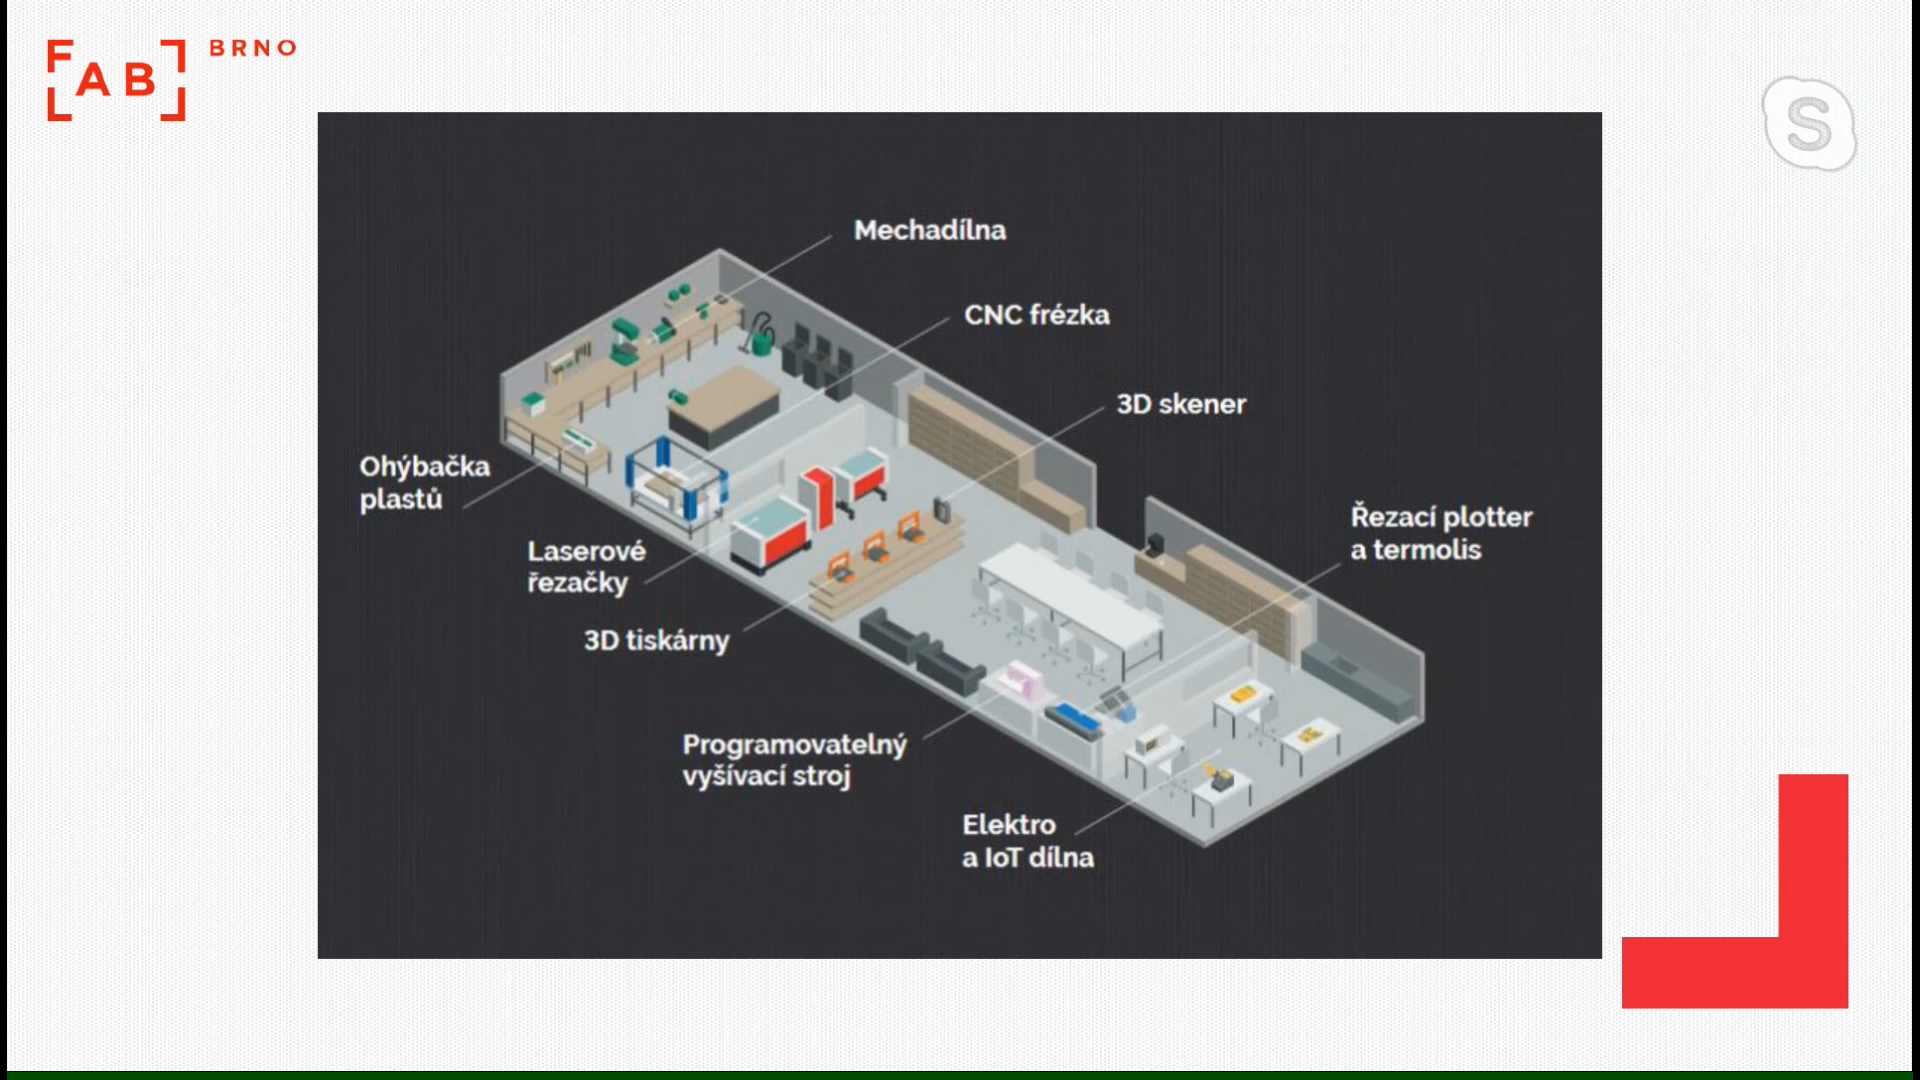 FAB BRNO
S
Mechadílna
CNC frézka
3D skener
Ohýbačka
plastů
Řezací plotter
a termolis
Laserové
řezačky
3D tiskárny
Programovatelný
vyšívací stroj
Elektro
a IoT dílna